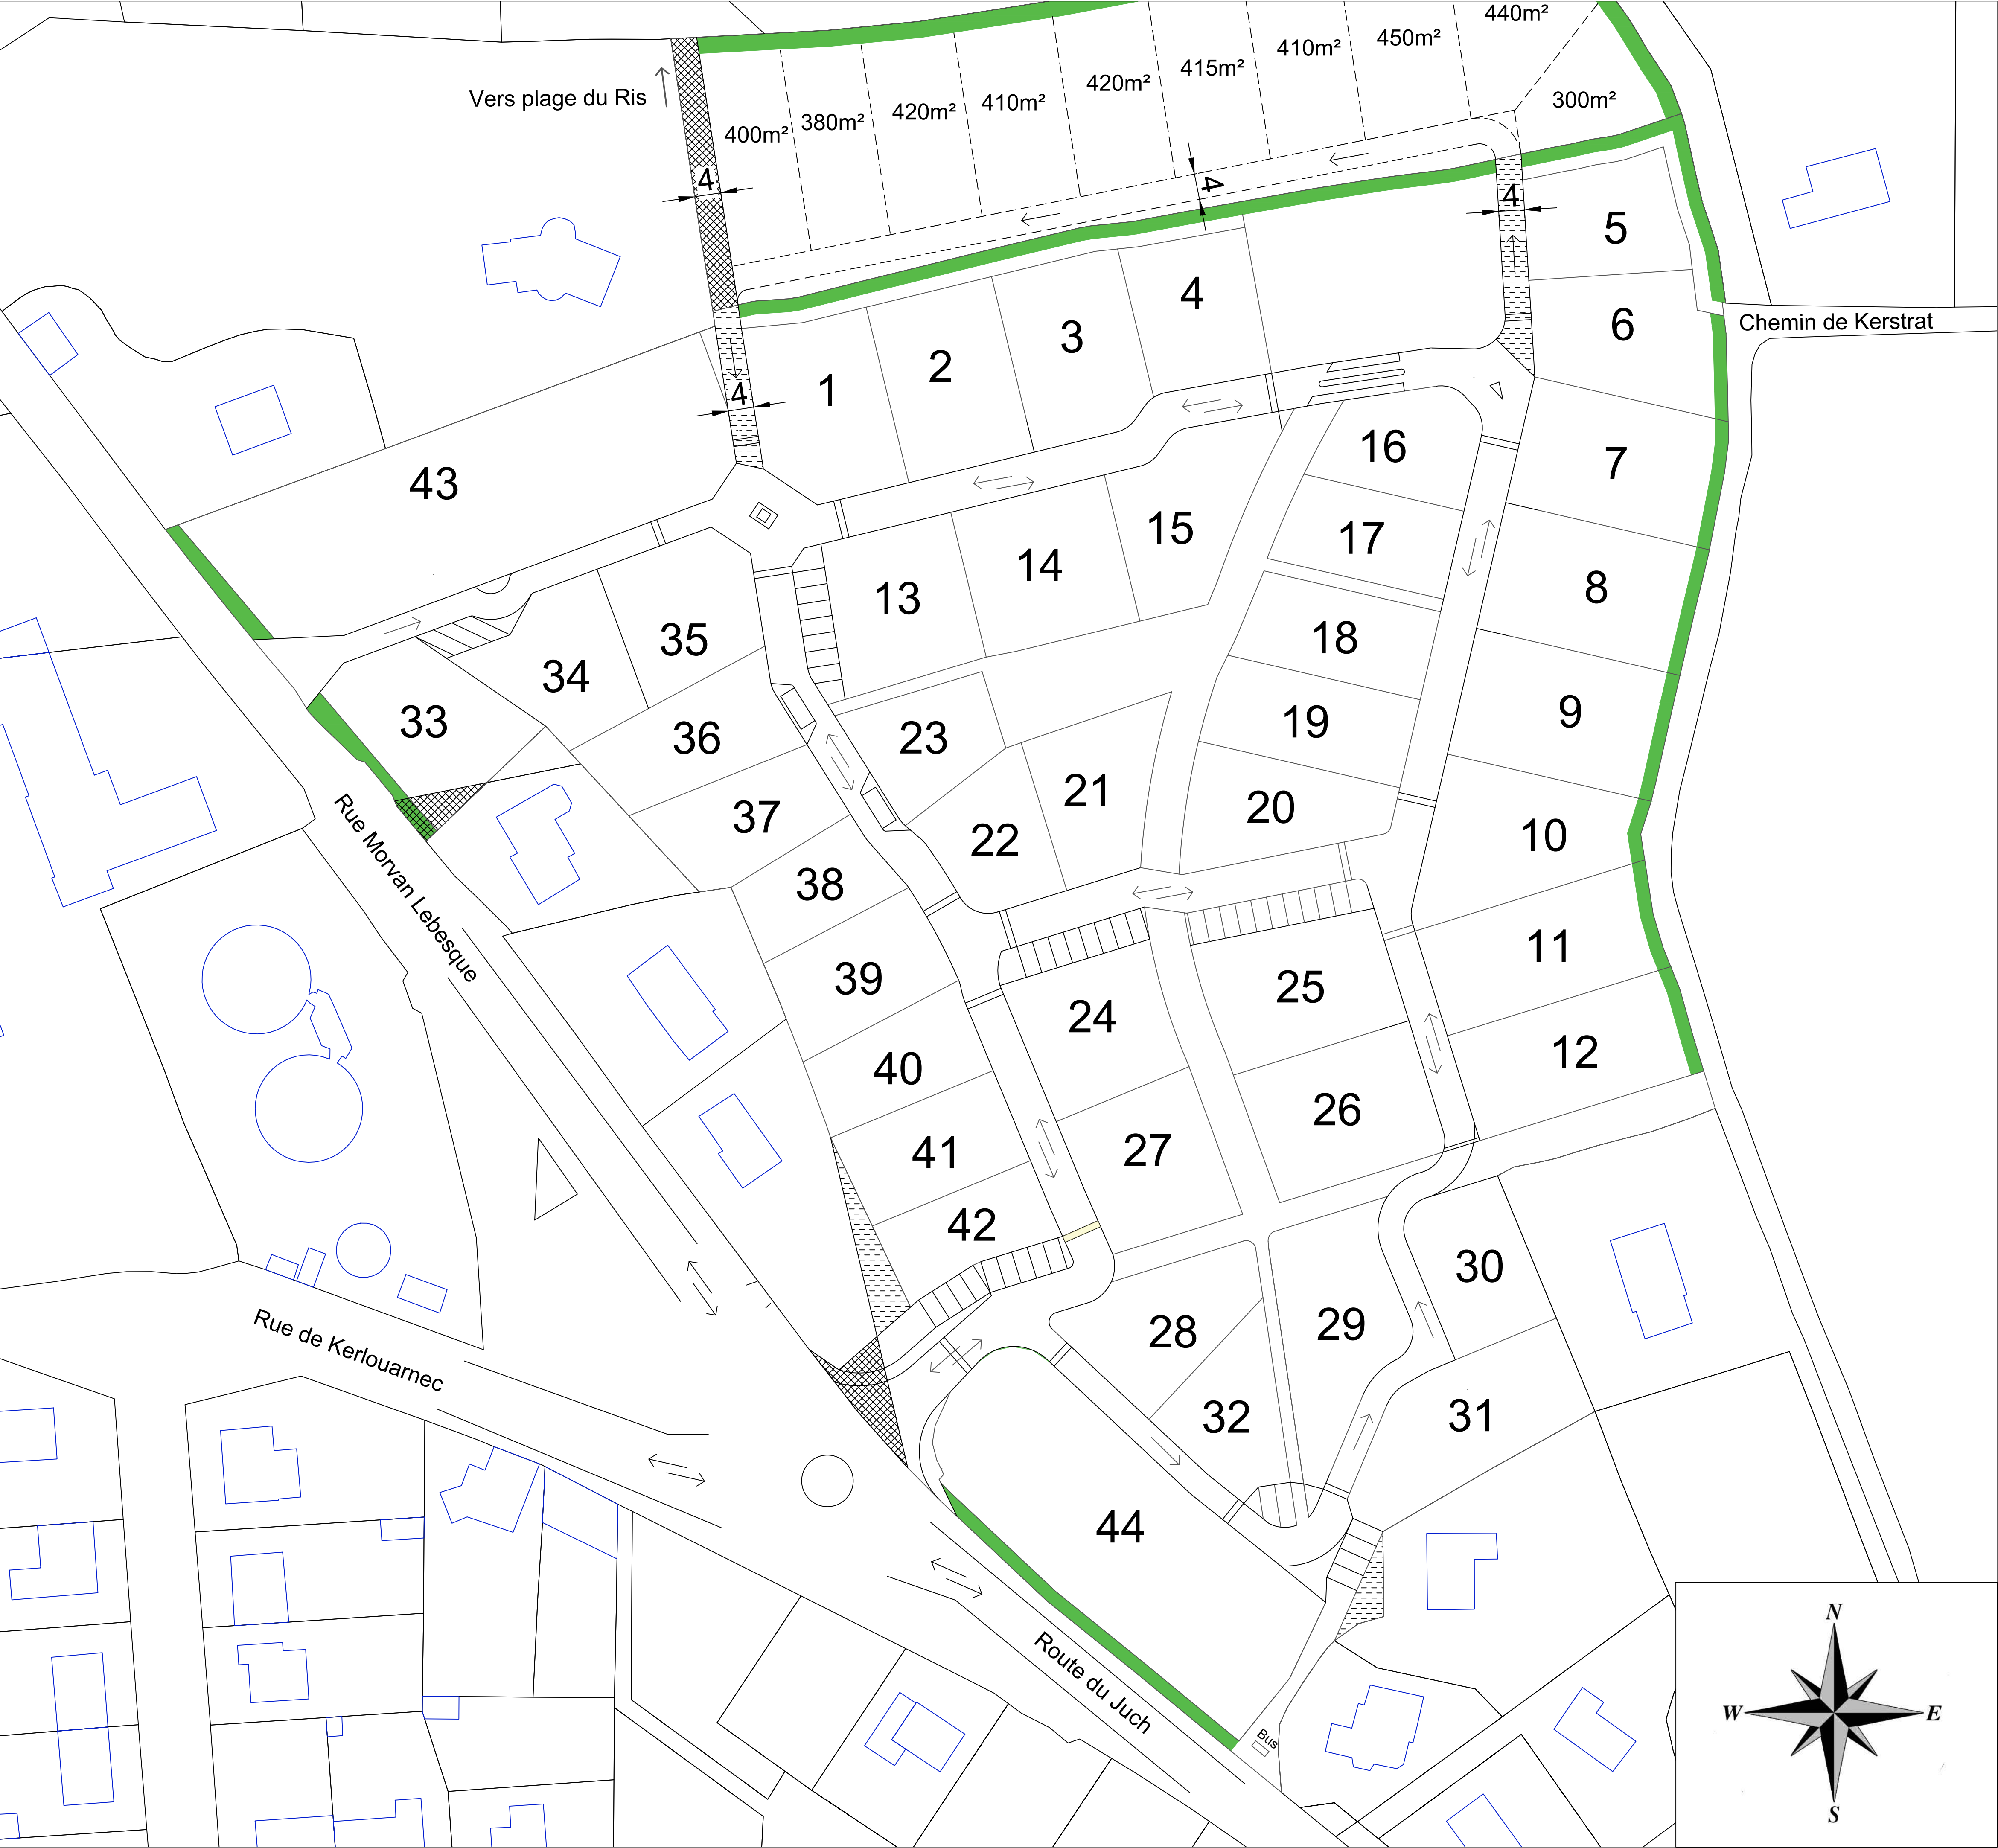 440m²
450m²
410m²
415m²
420m²
410m²
420m²
380m²
400m²
300m²
Vers plage du Ris
4
4
4
4
Chemin de Kerstrat
1
2
3
4
5
6
7
8
9
10
11
12
13
14
15
16
17
18
19
20
21
22
23
24
25
26
27
28
29
30
31
32
33
34
35
36
37
38
39
40
41
42
43
44
Rue Morvan Lebesque
Rue de Kerlouarnec
Route du Juch
Bus
N
W
E
S